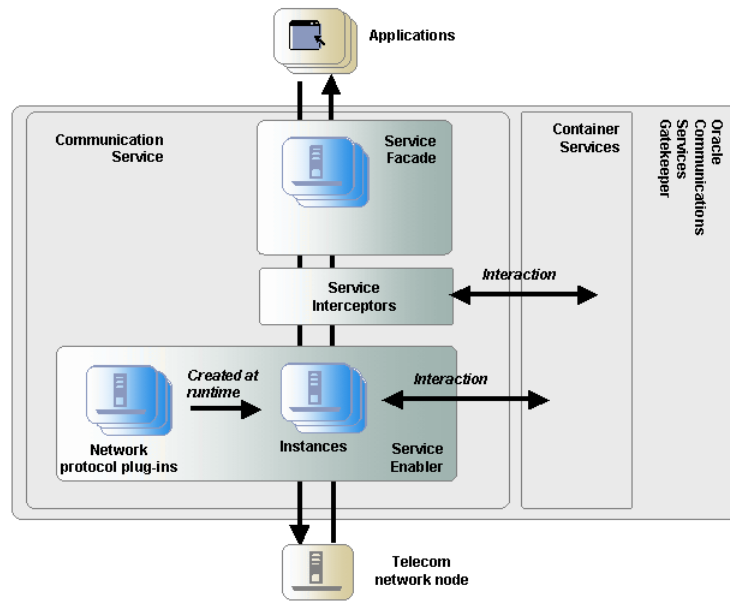 Applications
Communication
Service
Service
Facade
Container
Services
Oracle
Communications
Services
Gatekeeper
Service
Interceptors
Interaction
Created at
runtime
Interaction
Network
protocol plug-ins
Instances
Service
Enabler
Telecom
network node